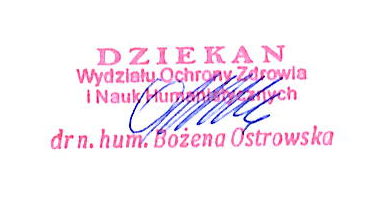 DZIEKAN
Wydziału Ochrony Zdrowia
i Nauk Humanistycznych
dr n. hum. Bożena Ostrowska